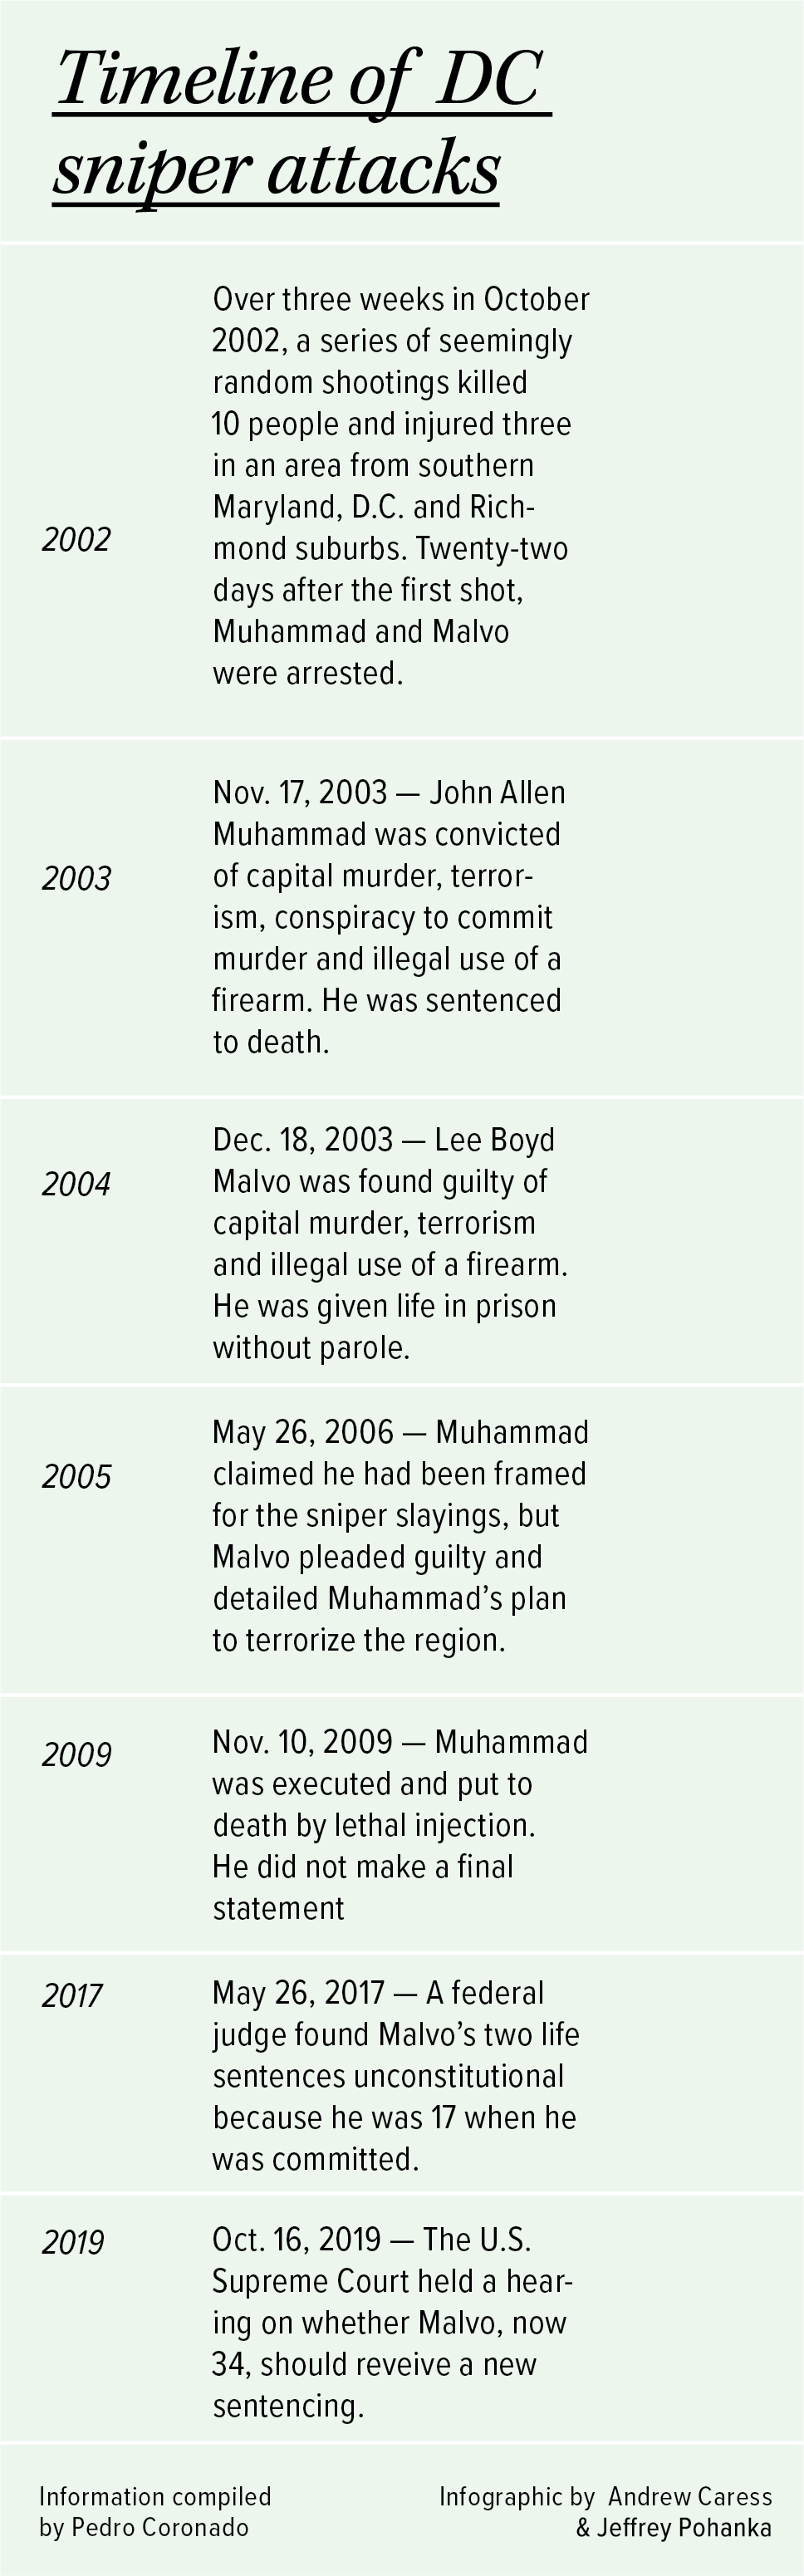 Timeline of DC
sniper attacks
Over three weeks in October
2002, a series of seemingly
random shootings killed
10 people and injured three
in an area from southern
Maryland, D.C. and Rich-
2002
mond suburbs. Twenty-two
days after the first shot,
Muhammad and Malvo
were arrested.
Nov. 17, 2003 — John Allen
Muhammad was convicted
2003
of capital murder, terror-
ism, conspiracy to commit
murder and illegal use of a
firearm. He was sentenced
to death.
Dec. 18, 2003 — Lee Boyd
2004
Malvo was found guilty of
capital murder, terrorism
and illegal use of a firearm.
He was given life in prison
without parole.
May 26, 2006 — Muhammad
2005
claimed he had been framed
for the sniper slayings, but
Malvo pleaded guilty and
detailed Muhammad’s plan
to terrorize the region.
2009
Nov. 10, 2009 — Muhammad
was executed and put to
death by lethal injection.
He did not make a final
statement
2017
May 26, 2017 — A federal
judge found Malvo’s two life
sentences unconstitutional
because he was 17 when he
was committed.
2019
Oct. 16, 2019 — The U.S.
Supreme Court held a hear-
ing on whether Malvo, now
34, should reveive a new
sentencing.
Information compiled
by Pedro Coronado
Infographic by Andrew Caress
& Jeffrey Pohanka